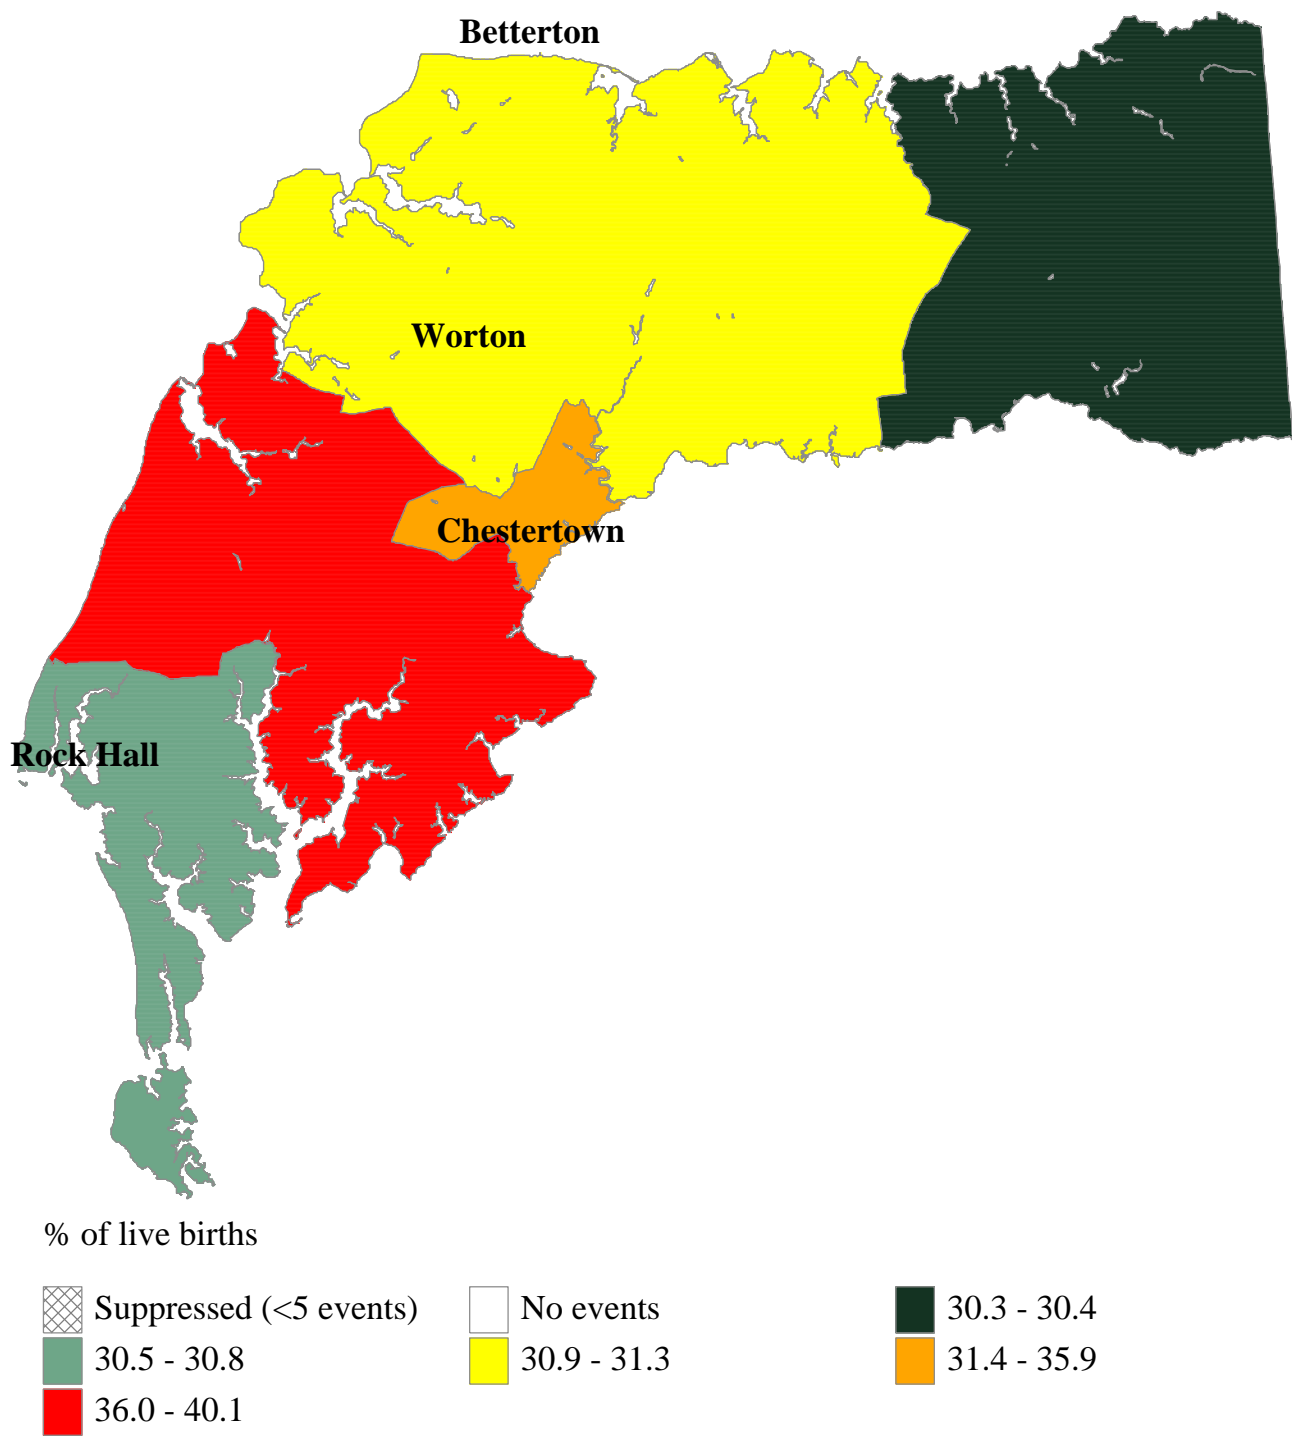 Betterton
Worton
Chestertown
Rock Hall
% of live births
Suppressed (<5 events)
No events
30.3 - 30.4
30.5 - 30.8
30.9 - 31.3
31.4 - 35.9
36.0 - 40.1